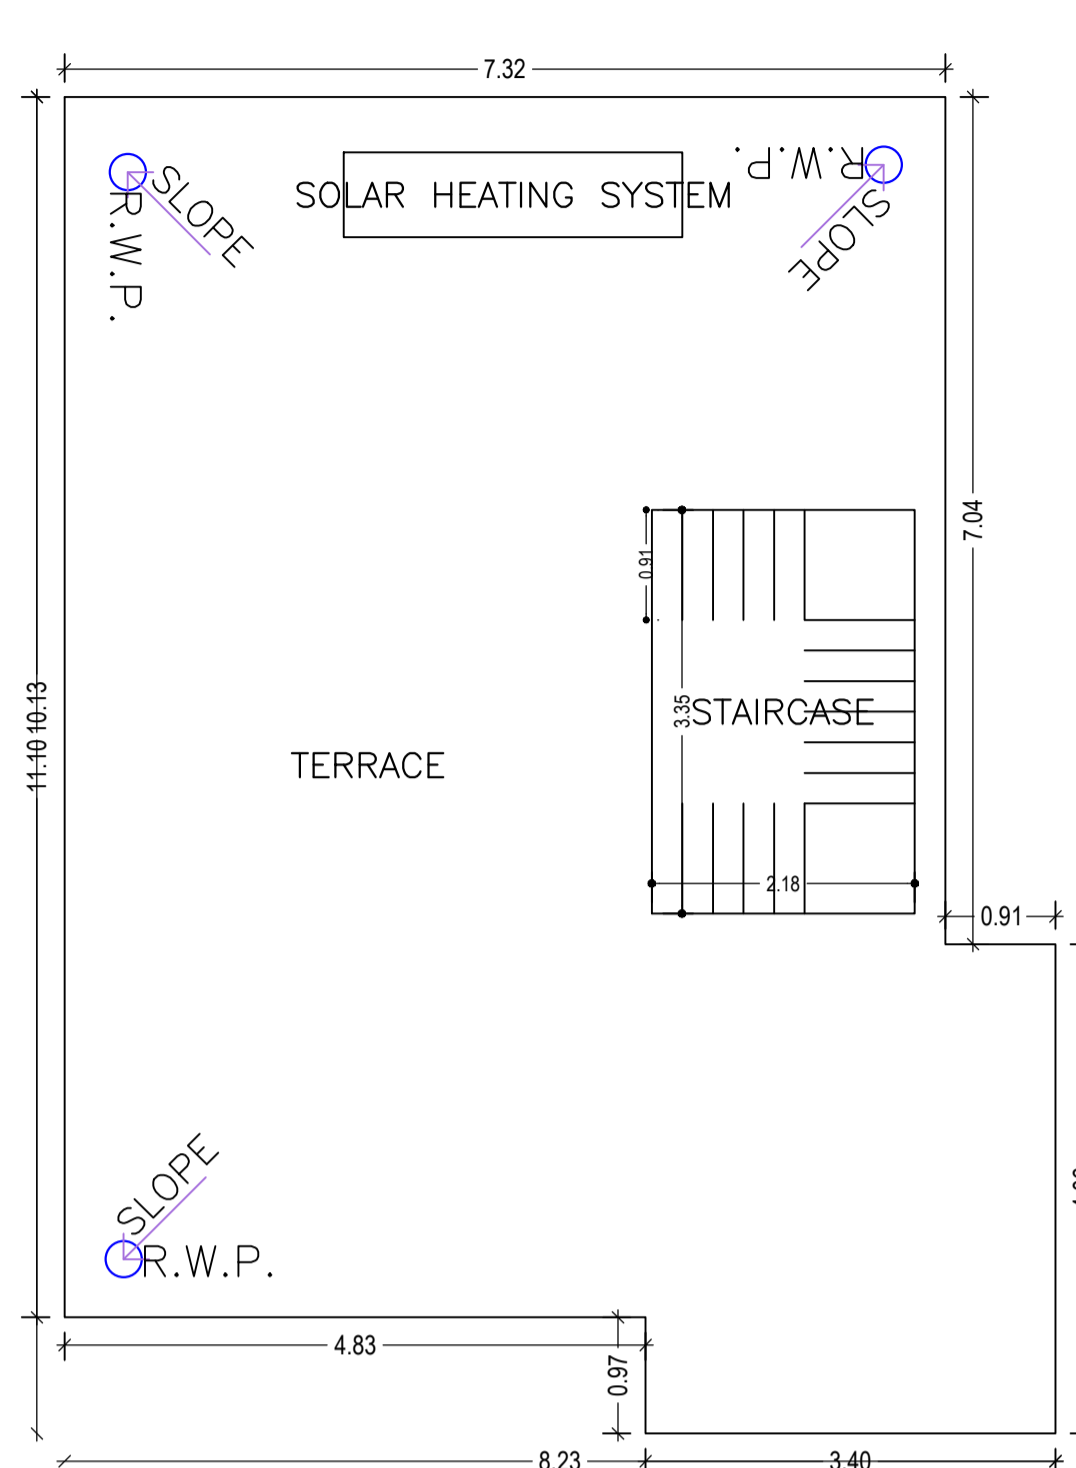 7.32
SLOPE
R.W.P.
SOLAR HEATING SYSTEM
R.W.P.
SLOPE
7.04
0.91
3.35
STAIRCASE
10.13
11.10
TERRACE
2.18
0.91
SLOPE
R.W.P.
4.83
0.97
8.23
3.40